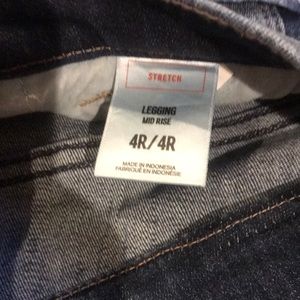 STRETCH
LEGGING
MID RISE
4R/4R
MADE IN INDONESIA
FABRIQUÉ EN INDONÉSIE